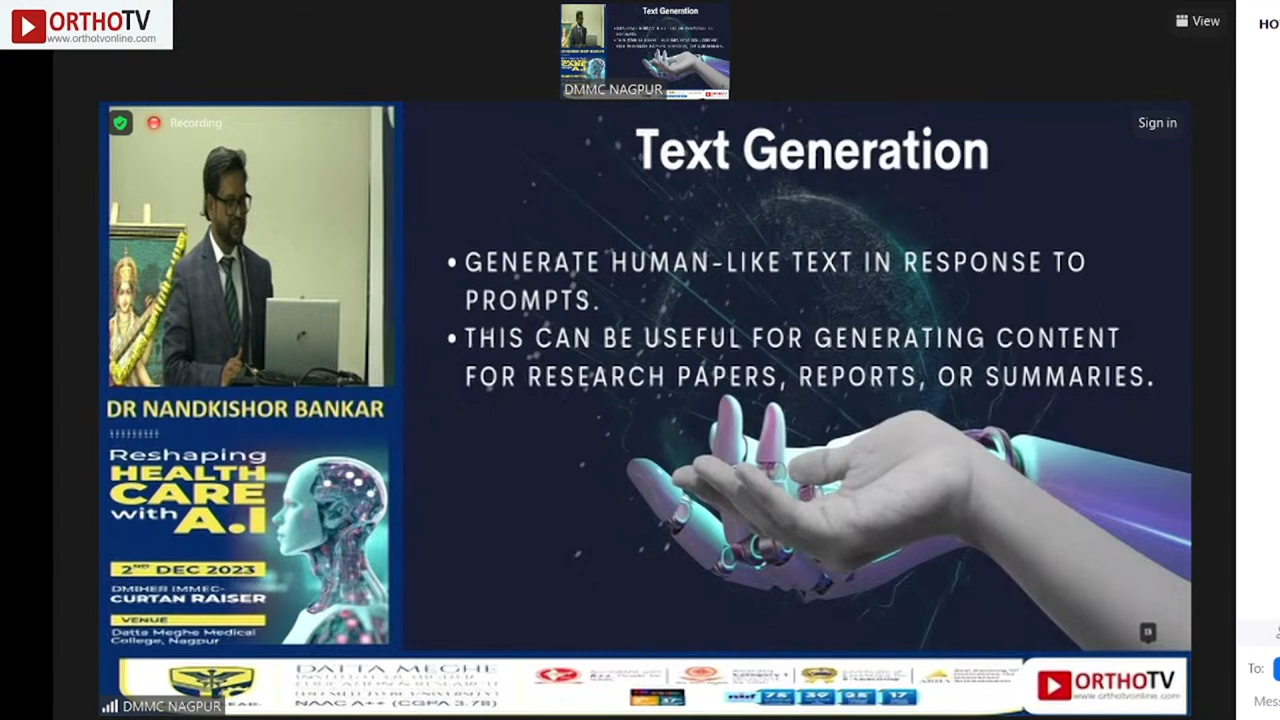 ORTHOTV
www.orthotvonline.com
View
HO
Text Generation
DMMC NAGPUR
Recording
Sign in
Text Generation
• GENERATE HUMAN-LIKE TEXT IN RESPONSE TO
PROMPTS.
• THIS CAN BE USEFUL FOR GENERATING CONTENT
FOR RESEARCH PAPERS, REPORTS, OR SUMMARIES.
DR NANDKISHOR BANKAR
Reshaping
HEALTH
CARE
with A.I
2ND DEC 2023
DMIHER IMMEC-
CURTAN RAISER
VENUE
Datta Meghe Medical
College, Nagpur
DATTA MEGHE
NAAC A++ (CGPA 3.78)
ORTHOTV
www.orthotvonline.com
DMMC NAGPUR
To: